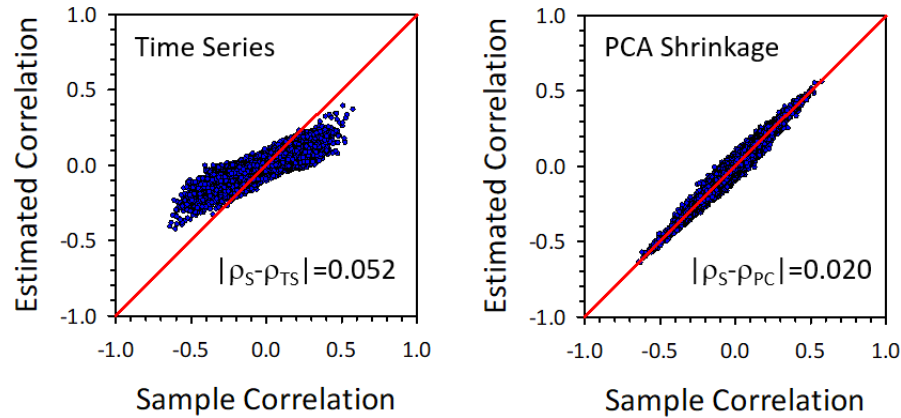 Time Series
|ρS-ρTS|=0.052
Estimated Correlation
1.0
0.5
0.0
-0.5
-1.0
-1.0 -0.5 0.0 0.5 1.0
Sample Correlation
PCA Shrinkage
|ρS-ρPC|=0.020
Estimated Correlation
1.0
0.5
0.0
-0.5
-1.0
-1.0 -0.5 0.0 0.5 1.0
Sample Correlation